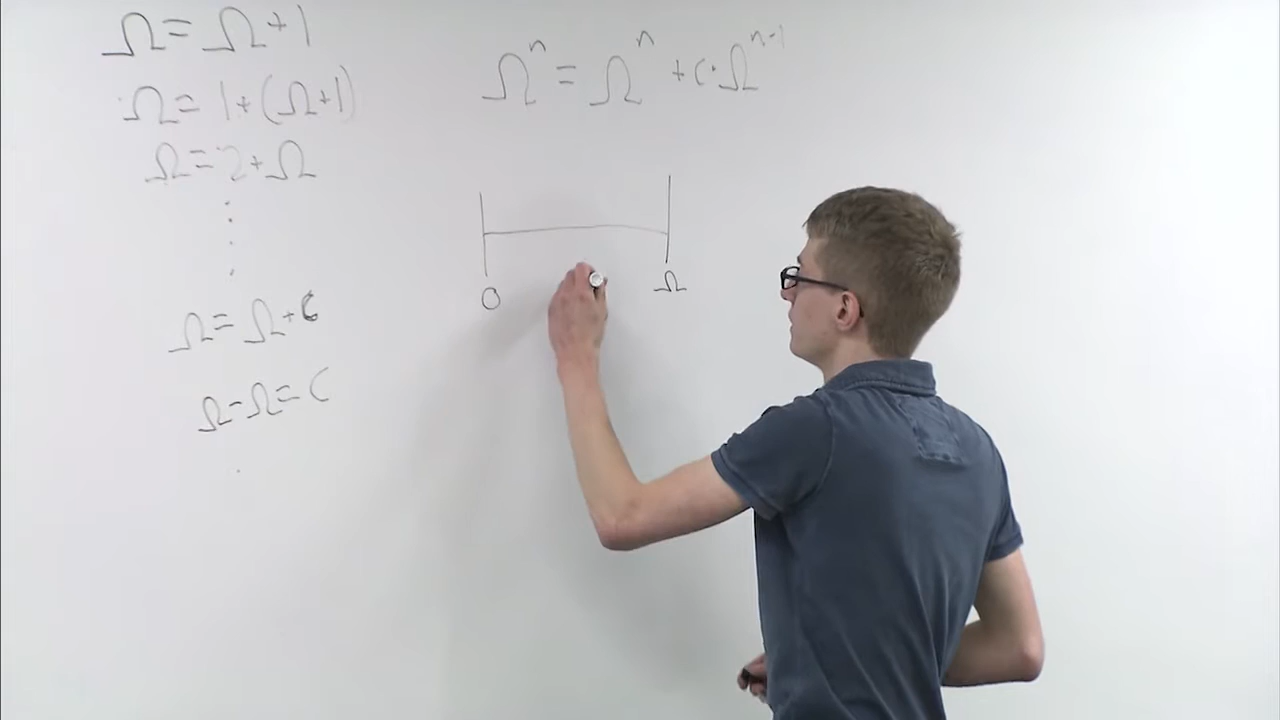 Ω = Ω + 1
Ω = 1 + (Ω + 1)
Ω = 2 + Ω
⋮
Ω = Ω + C
Ω - Ω = C
Ωⁿ = Ωⁿ + C · Ωⁿ⁻¹
0 Ω